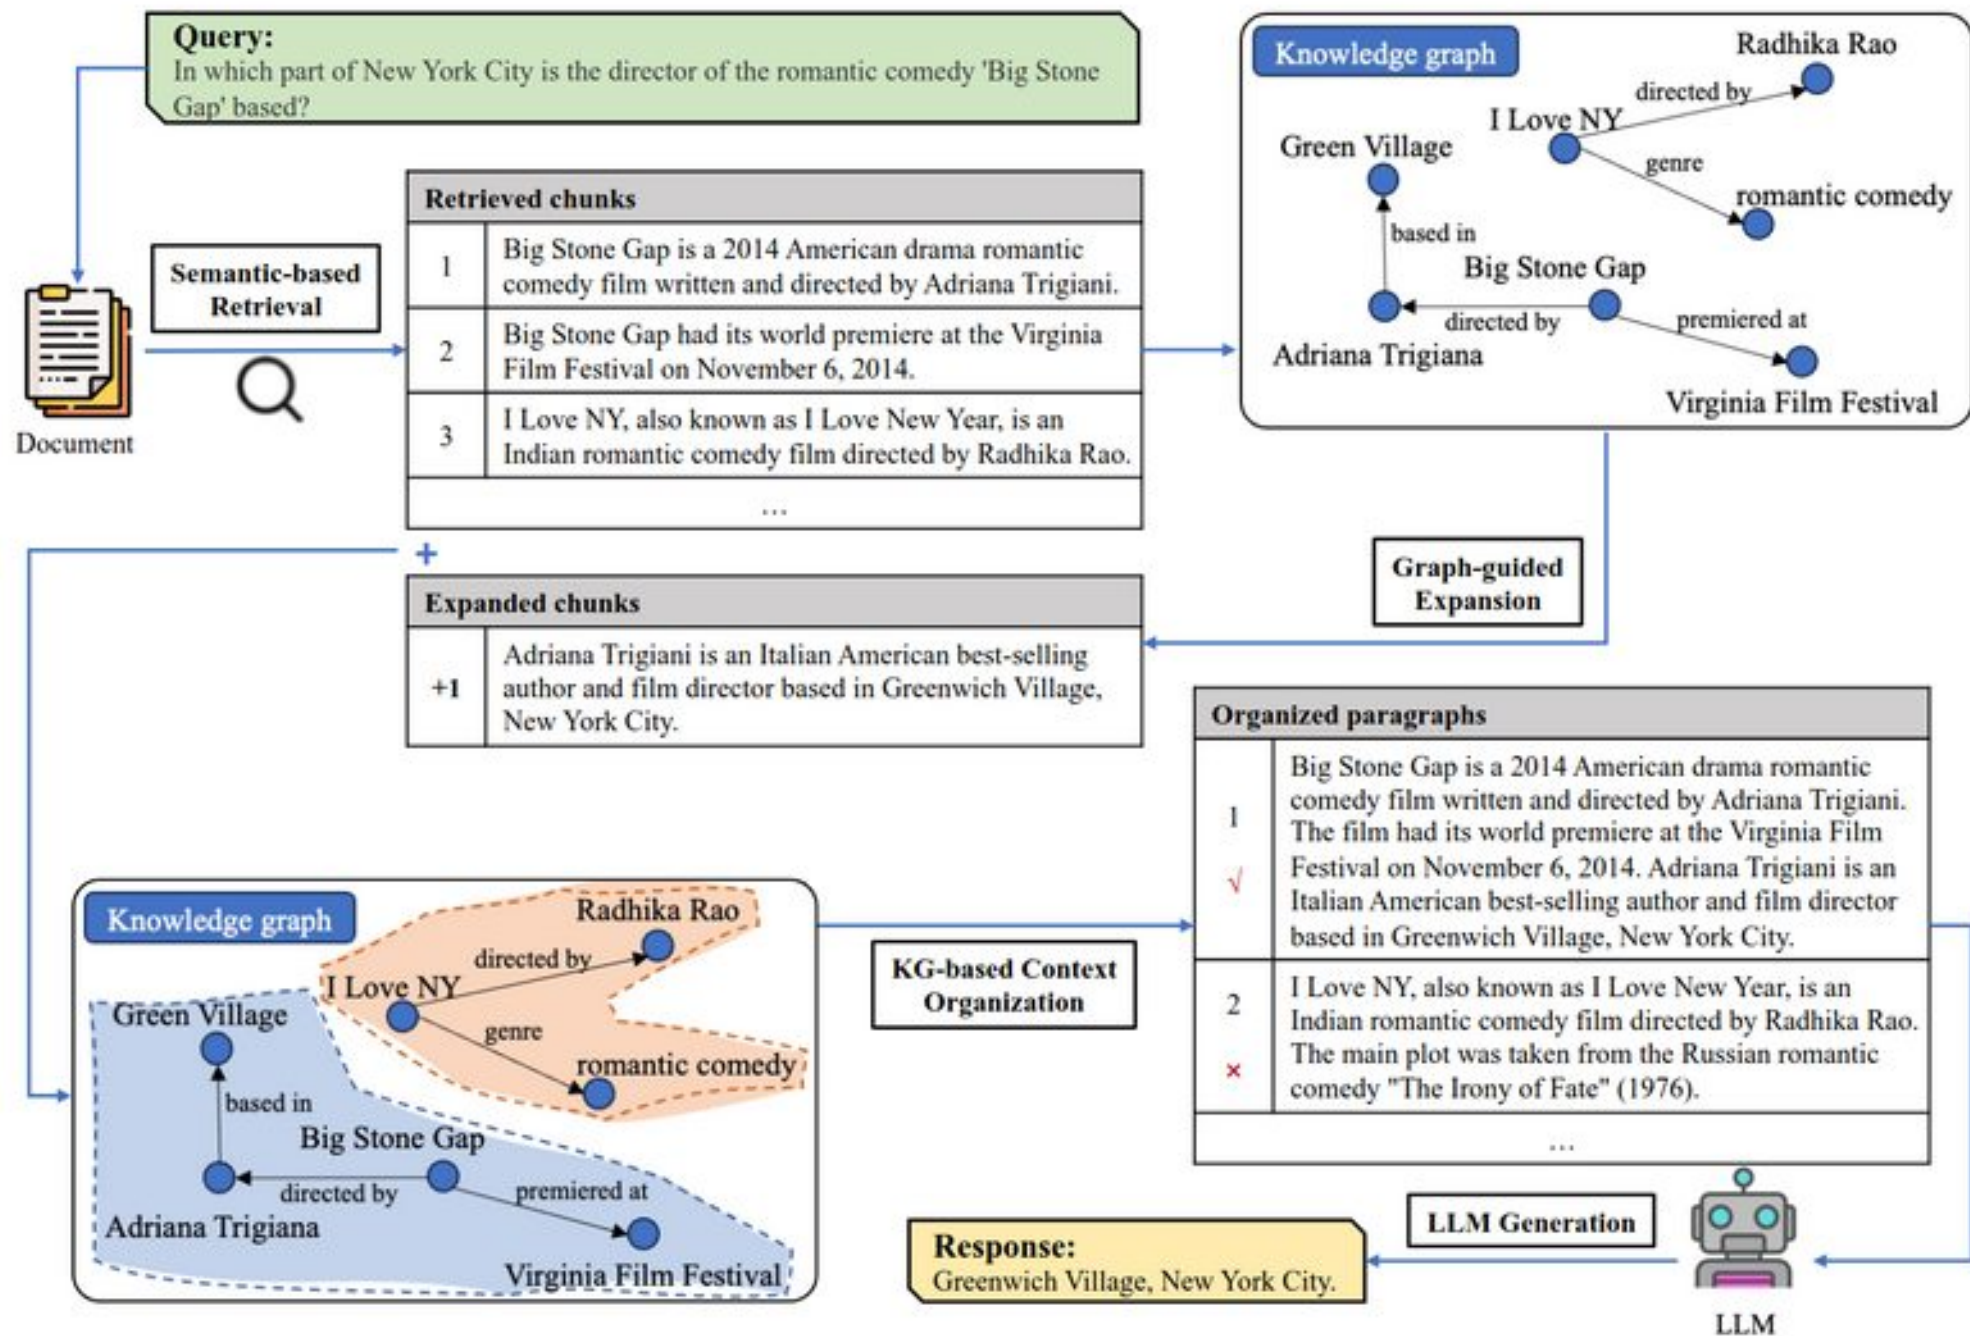 Query:
In which part of New York City is the director of the romantic comedy 'Big Stone
Gap' based?
Document
Semantic-based
Retrieval
Retrieved chunks
1
Big Stone Gap is a 2014 American drama romantic
comedy film written and directed by Adriana Trigiani.
2
Big Stone Gap had its world premiere at the Virginia
Film Festival on November 6, 2014.
3
I Love NY, also known as I Love New Year, is an
Indian romantic comedy film directed by Radhika Rao.
...
Knowledge graph
Radhika Rao
directed by
I Love NY
Green Village
genre
romantic comedy
based in
Big Stone Gap
directed by
premiered at
Adriana Trigiana
Virginia Film Festival
Graph-guided
Expansion
+
Expanded chunks
+1
Adriana Trigiani is an Italian American best-selling
author and film director based in Greenwich Village,
New York City.
Knowledge graph
Radhika Rao
directed by
I Love NY
Green Village
genre
romantic comedy
based in
Big Stone Gap
directed by
premiered at
Adriana Trigiana
Virginia Film Festival
KG-based Context
Organization
Organized paragraphs
1
√
Big Stone Gap is a 2014 American drama romantic
comedy film written and directed by Adriana Trigiani.
The film had its world premiere at the Virginia Film
Festival on November 6, 2014. Adriana Trigiani is an
Italian American best-selling author and film director
based in Greenwich Village, New York City.
2
×
I Love NY, also known as I Love New Year, is an
Indian romantic comedy film directed by Radhika Rao.
The main plot was taken from the Russian romantic
comedy "The Irony of Fate" (1976).
...
LLM Generation
LLM
Response:
Greenwich Village, New York City.